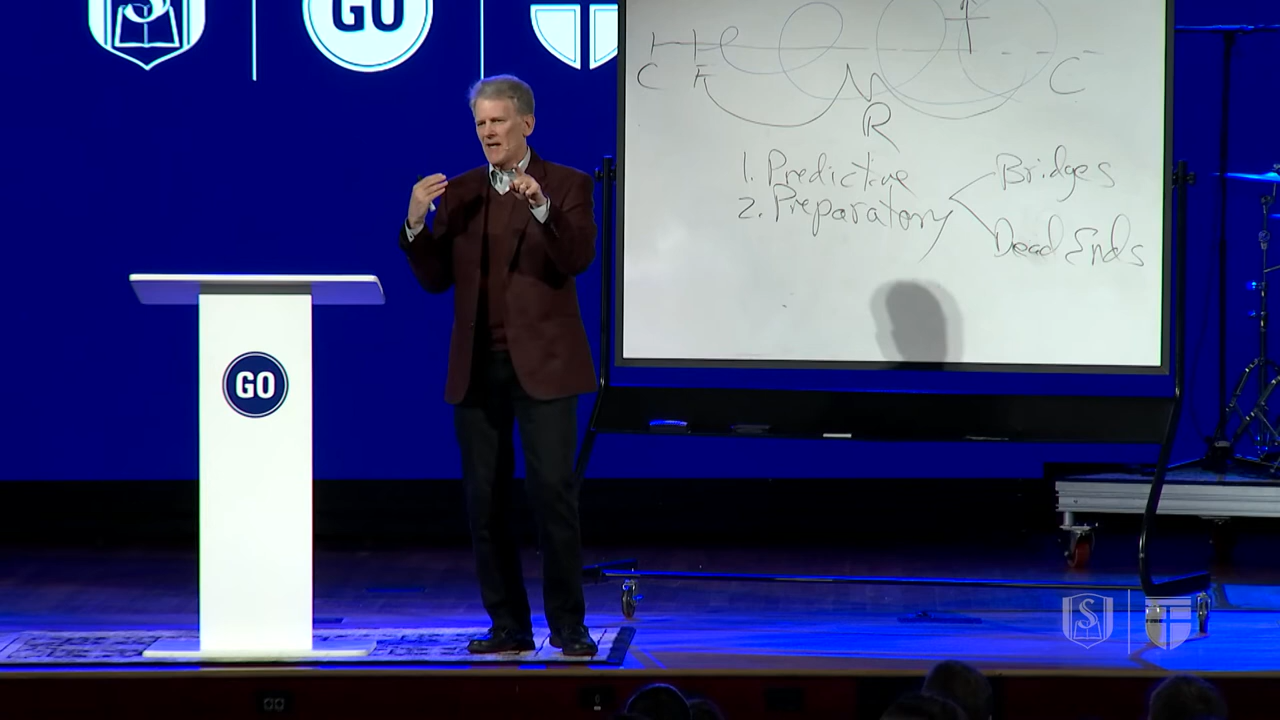 GO
C F R C
1. Predictive
2. Preparatory
Bridges
Dead Ends
GO
S